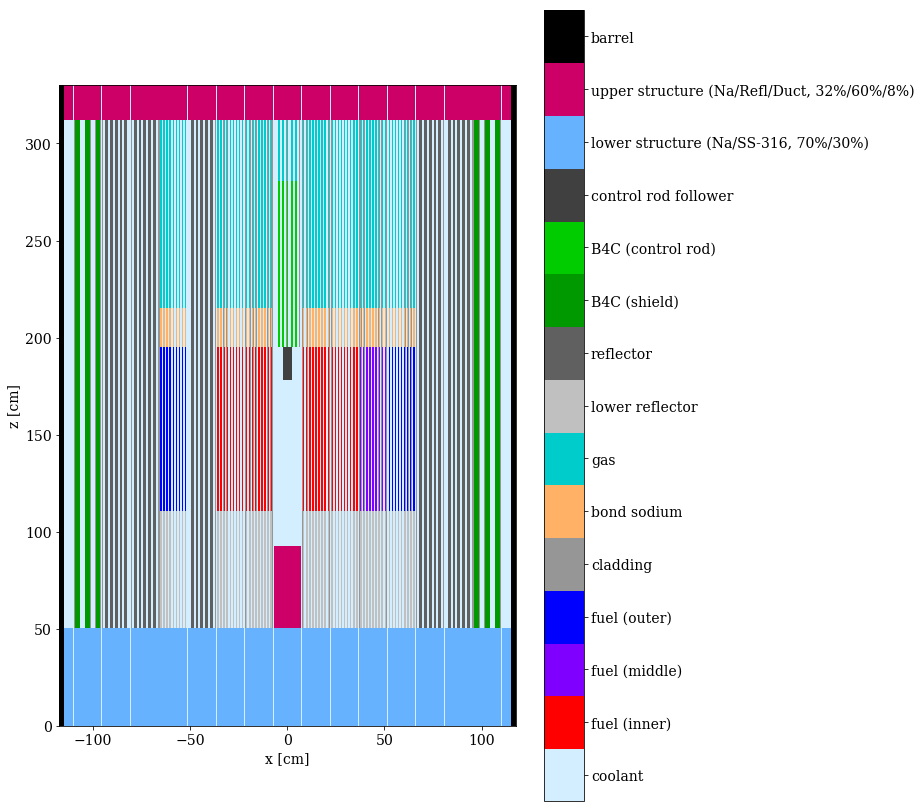 barrel
upper structure (Na/Refl/Duct, 32%/60%/8%)
lower structure (Na/SS-316, 70%/30%)
control rod follower
B4C (control rod)
B4C (shield)
reflector
lower reflector
gas
bond sodium
cladding
fuel (outer)
fuel (middle)
fuel (inner)
coolant
z [cm]
300
250
200
150
100
50
0
−100
−50
0
50
100
x [cm]